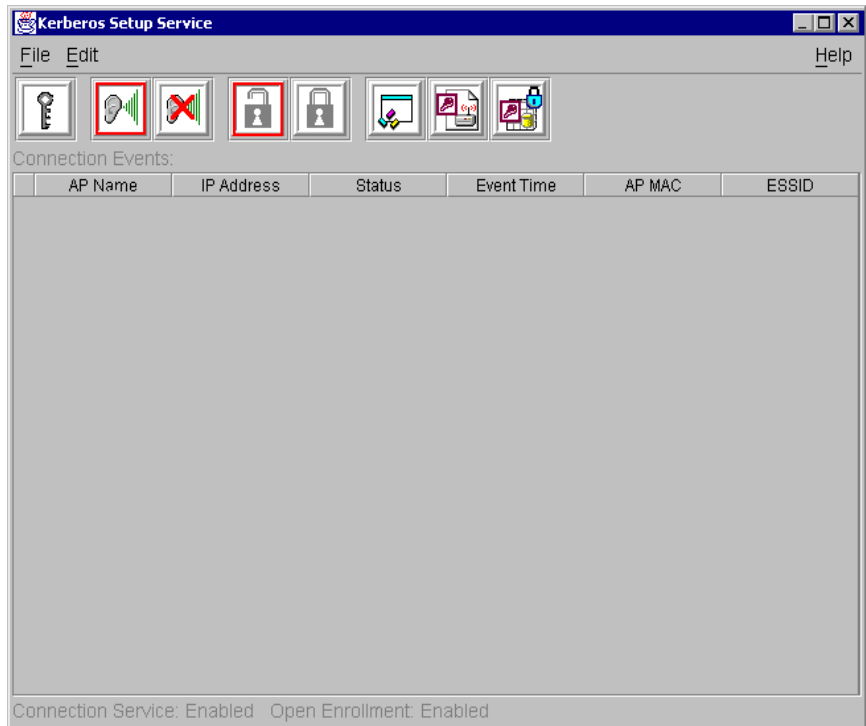 Kerberos Setup Service
File Edit Help
Connection Events:
AP Name IP Address Status Event Time AP MAC ESSID
Connection Service: Enabled Open Enrollment: Enabled